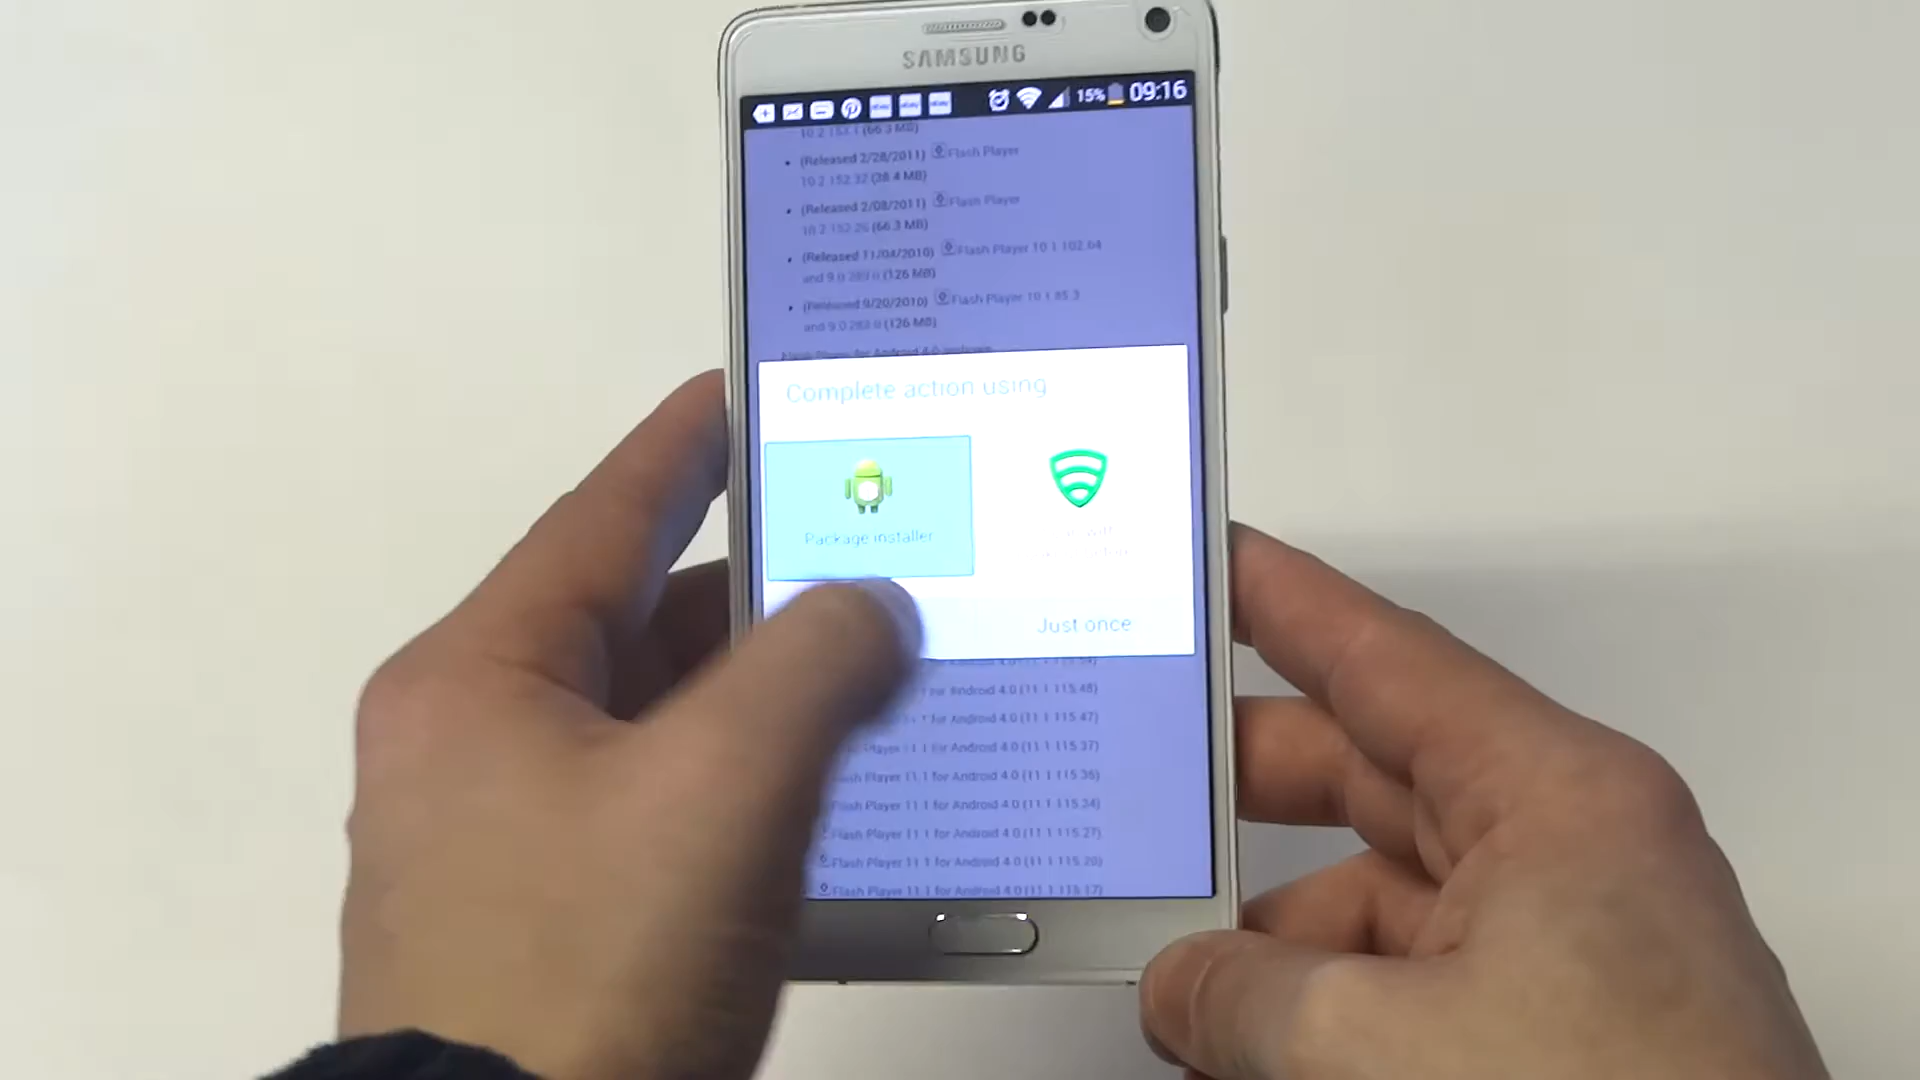 SAMSUNG
15% 09:16
10 2 153.1 (66.3 MB)
(Released 2/28/2011) Flash Player
10 2 152 32 (38.4 MB)
(Released 2/08/2011) Flash Player
10 2 152 26 (66.3 MB)
(Released 11/04/2010) Flash Player 10 1 102 64
and 9.0 289 0 (126 MB)
(Released 9/20/2010) Flash Player 10 1 85 3
and 9.0 283 0 (126 MB)
Flash Player for Android 4.0 archives
Complete action using
Package installer
Just once
for Android 4.0 (11 1 115.48)
for Android 4.0 (11 1 115.47)
Player 11 1 for Android 4.0 (11 1 115.37)
Flash Player 11 1 for Android 4.0 (11 1 115.36)
Flash Player 11 1 for Android 4.0 (11 1 115.34)
Flash Player 11 1 for Android 4.0 (11 1 115.27)
Flash Player 11 1 for Android 4.0 (11 1 115.20)
Flash Player 11 1 for Android 4.0 (11 1 115.17)